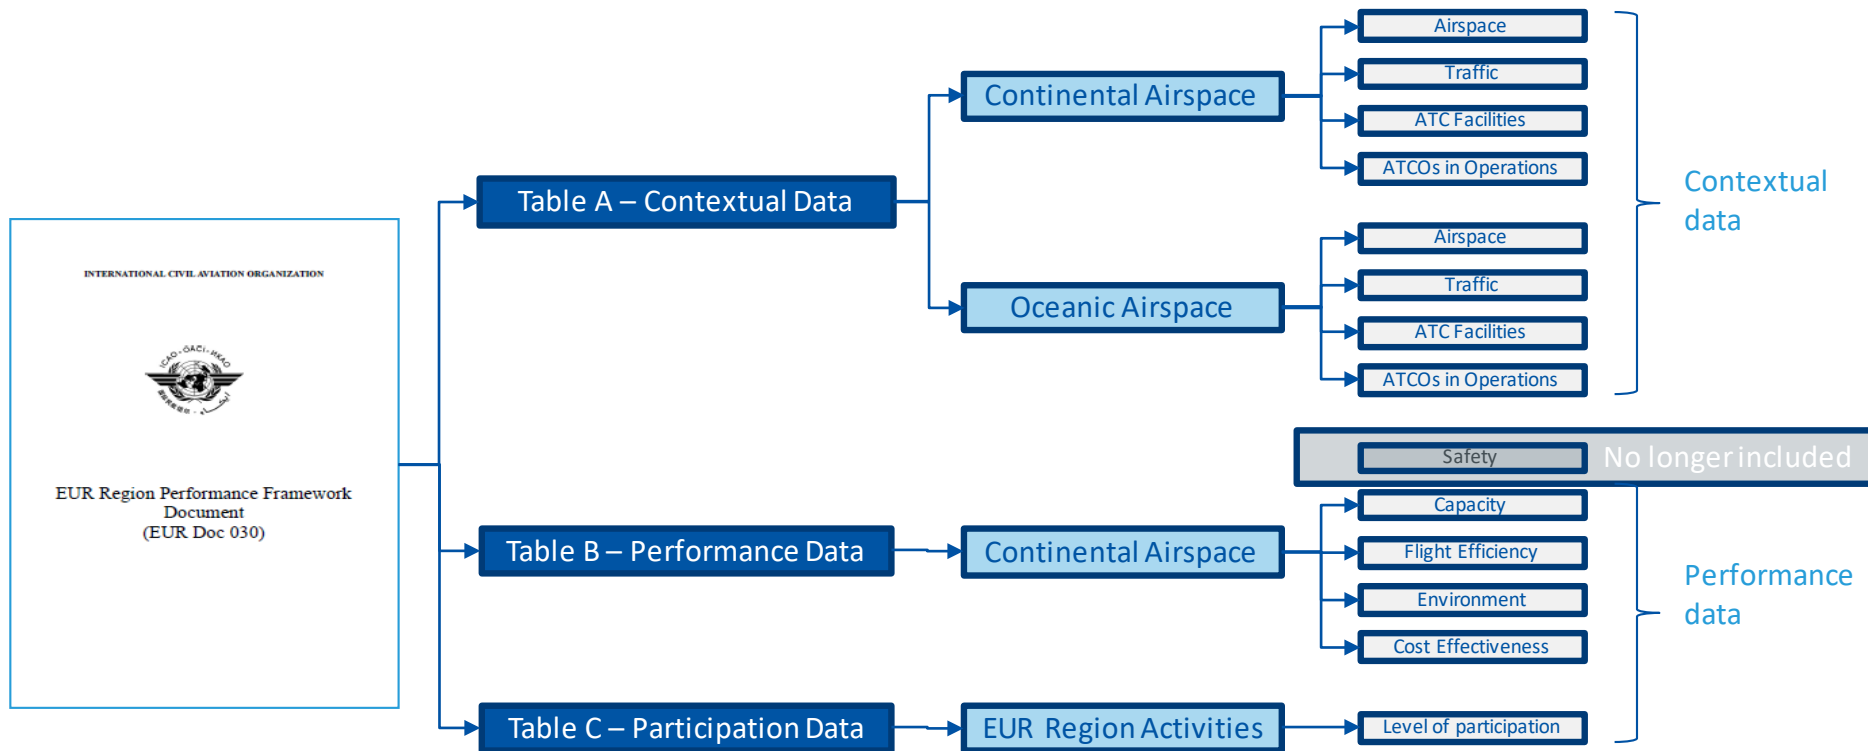 INTERNATIONAL CIVIL AVIATION ORGANIZATION
ICAO-OACI-ИКАО
EUR Region Performance Framework
Document
(EUR Doc 030)
Table A – Contextual Data
Continental Airspace
Airspace
Traffic
ATC Facilities
ATCOs in Operations
Oceanic Airspace
Airspace
Traffic
ATC Facilities
ATCOs in Operations
Contextual
data
Safety
No longer included
Table B – Performance Data
Continental Airspace
Capacity
Flight Efficiency
Environment
Cost Effectiveness
Table C – Participation Data
EUR Region Activities
Level of participation
Performance
data